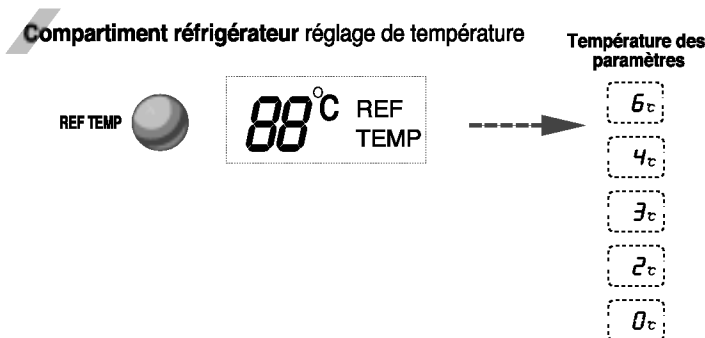 Compartiment réfrigérateur réglage de température
Température des
paramètres
REF TEMP
88°C REF
TEMP
6℃
4℃
3℃
2℃
0℃